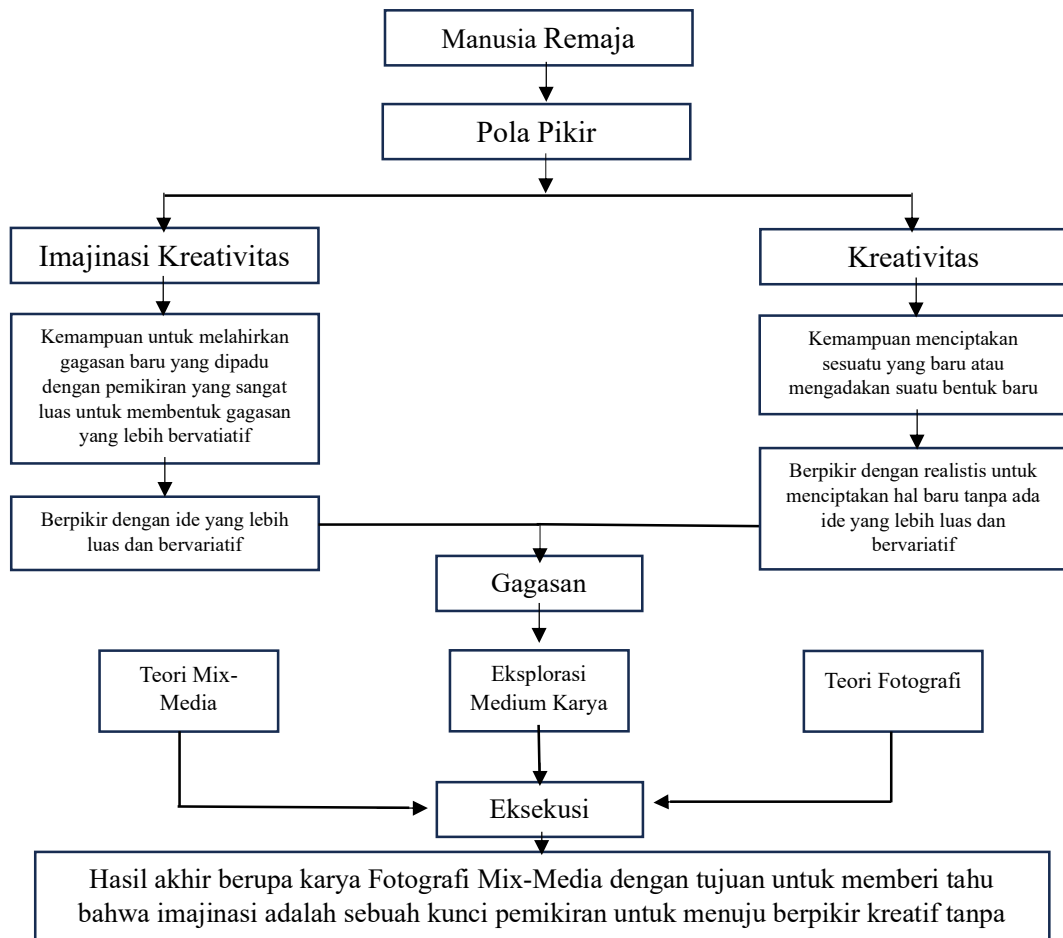 Manusia Remaja
Pola Pikir
Imajinasi Kreativitas
Kreativitas
Kemampuan untuk melahirkan
gagasan baru yang dipadu
dengan pemikiran yang sangat
luas untuk membentuk gagasan
yang lebih bervatiatif
Kemampuan menciptakan
sesuatu yang baru atau
mengadakan suatu bentuk baru
Berpikir dengan ide yang lebih
luas dan bervariatif
Berpikir dengan realistis untuk
menciptakan hal baru tanpa ada
ide yang lebih luas dan
bervariatif
Gagasan
Teori Mix-
Media
Eksplorasi
Medium Karya
Teori Fotografi
Eksekusi
Hasil akhir berupa karya Fotografi Mix-Media dengan tujuan untuk memberi tahu
bahwa imajinasi adalah sebuah kunci pemikiran untuk menuju berpikir kreatif tanpa